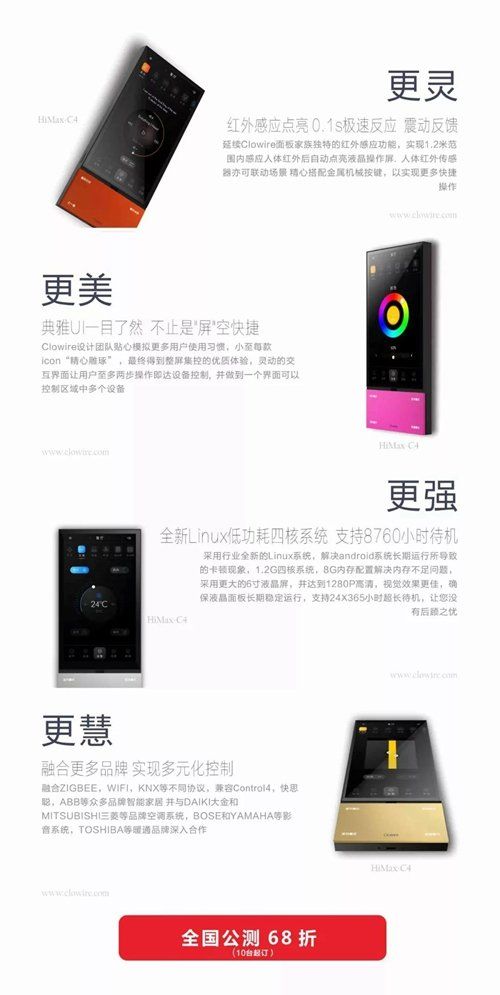 更灵
HiMax-C4
红外感应点亮 0.1s极速反应 震动反馈
延续Clowire面板家族独特的红外感应功能，实现1.2米范
围内感应人体红外后自动点亮液晶操作屏. 人体红外传感
器亦可联动场景 精心搭配金属机械按键，以实现更多快捷
操作
www.clowire.com
更美
典雅UI一目了然 不止是"屏"空快捷
Clowire设计团队贴心模拟更多用户使用习惯，小至每款
icon“精心雕琢”，最终得到整屏集控的优质体验，灵动的交
互界面让用户至多两步操作即达设备控制, 并做到一个界面可以
控制区域中多个设备
Clowire
HiMax-C4
www.clowire.com
更强
全新Linux低功耗四核系统 支持8760小时待机
采用行业全新的Linux系统，解决android系统长期运行所导致
的卡顿现象，1.2G四核系统，8G内存配置解决内存不足问题，
采用更大的6寸液晶屏，并达到1280P高清，视觉效果更佳，确
保液晶面板长期稳定运行，支持24X365小时超长待机，让您没
有后顾之忧
24℃
HiMax-C4
www.clowire.com
更慧
融合更多品牌 实现多元化控制
融合ZIGBEE，WIFI，KNX等不同协议，兼容Control4，快思
聪，ABB等众多品牌智能家居 并与DAIKI大金和
MITSUBISHI三菱等品牌空调系统，BOSE和YAMAHA等影
音系统，TOSHIBA等暖通品牌深入合作
Clowire
HiMax-C4
www.clowire.com
全国公测 68 折
(10台起订)